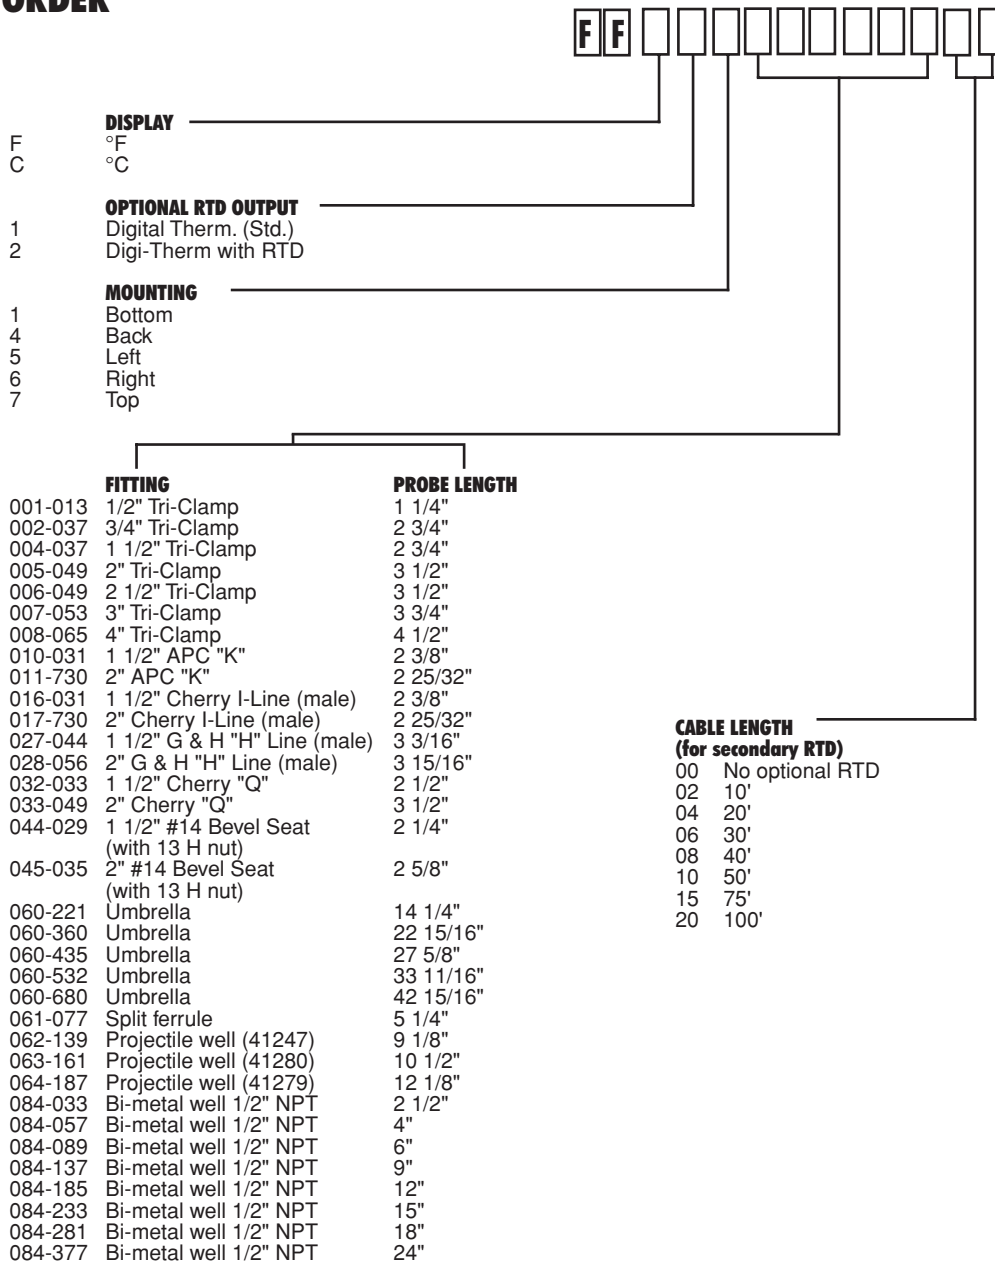 ORDER
F F
DISPLAY
F °F
C °C
OPTIONAL RTD OUTPUT
1 Digital Therm. (Std.)
2 Digi-Therm with RTD
MOUNTING
1 Bottom
4 Back
5 Left
6 Right
7 Top
FITTING PROBE LENGTH
001-013 1/2" Tri-Clamp 1 1/4"
002-037 3/4" Tri-Clamp 2 3/4"
004-037 1 1/2" Tri-Clamp 2 3/4"
005-049 2" Tri-Clamp 3 1/2"
006-049 2 1/2" Tri-Clamp 3 1/2"
007-053 3" Tri-Clamp 3 3/4"
008-065 4" Tri-Clamp 4 1/2"
010-031 1 1/2" APC "K" 2 3/8"
011-730 2" APC "K" 2 25/32"
016-031 1 1/2" Cherry I-Line (male) 2 3/8"
017-730 2" Cherry I-Line (male) 2 25/32"
027-044 1 1/2" G & H "H" Line (male) 3 3/16"
028-056 2" G & H "H" Line (male) 3 15/16"
032-033 1 1/2" Cherry "Q" 2 1/2"
033-049 2" Cherry "Q" 3 1/2"
044-029 1 1/2" #14 Bevel Seat 2 1/4"
(with 13 H nut)
045-035 2" #14 Bevel Seat 2 5/8"
(with 13 H nut)
060-221 Umbrella 14 1/4"
060-360 Umbrella 22 15/16"
060-435 Umbrella 27 5/8"
060-532 Umbrella 33 11/16"
060-680 Umbrella 42 15/16"
061-077 Split ferrule 5 1/4"
062-139 Projectile well (41247) 9 1/8"
063-161 Projectile well (41280) 10 1/2"
064-187 Projectile well (41279) 12 1/8"
084-033 Bi-metal well 1/2" NPT 2 1/2"
084-057 Bi-metal well 1/2" NPT 4"
084-089 Bi-metal well 1/2" NPT 6"
084-137 Bi-metal well 1/2" NPT 9"
084-185 Bi-metal well 1/2" NPT 12"
084-233 Bi-metal well 1/2" NPT 15"
084-281 Bi-metal well 1/2" NPT 18"
084-377 Bi-metal well 1/2" NPT 24"
CABLE LENGTH
(for secondary RTD)
00 No optional RTD
02 10'
04 20'
06 30'
08 40'
10 50'
15 75'
20 100'